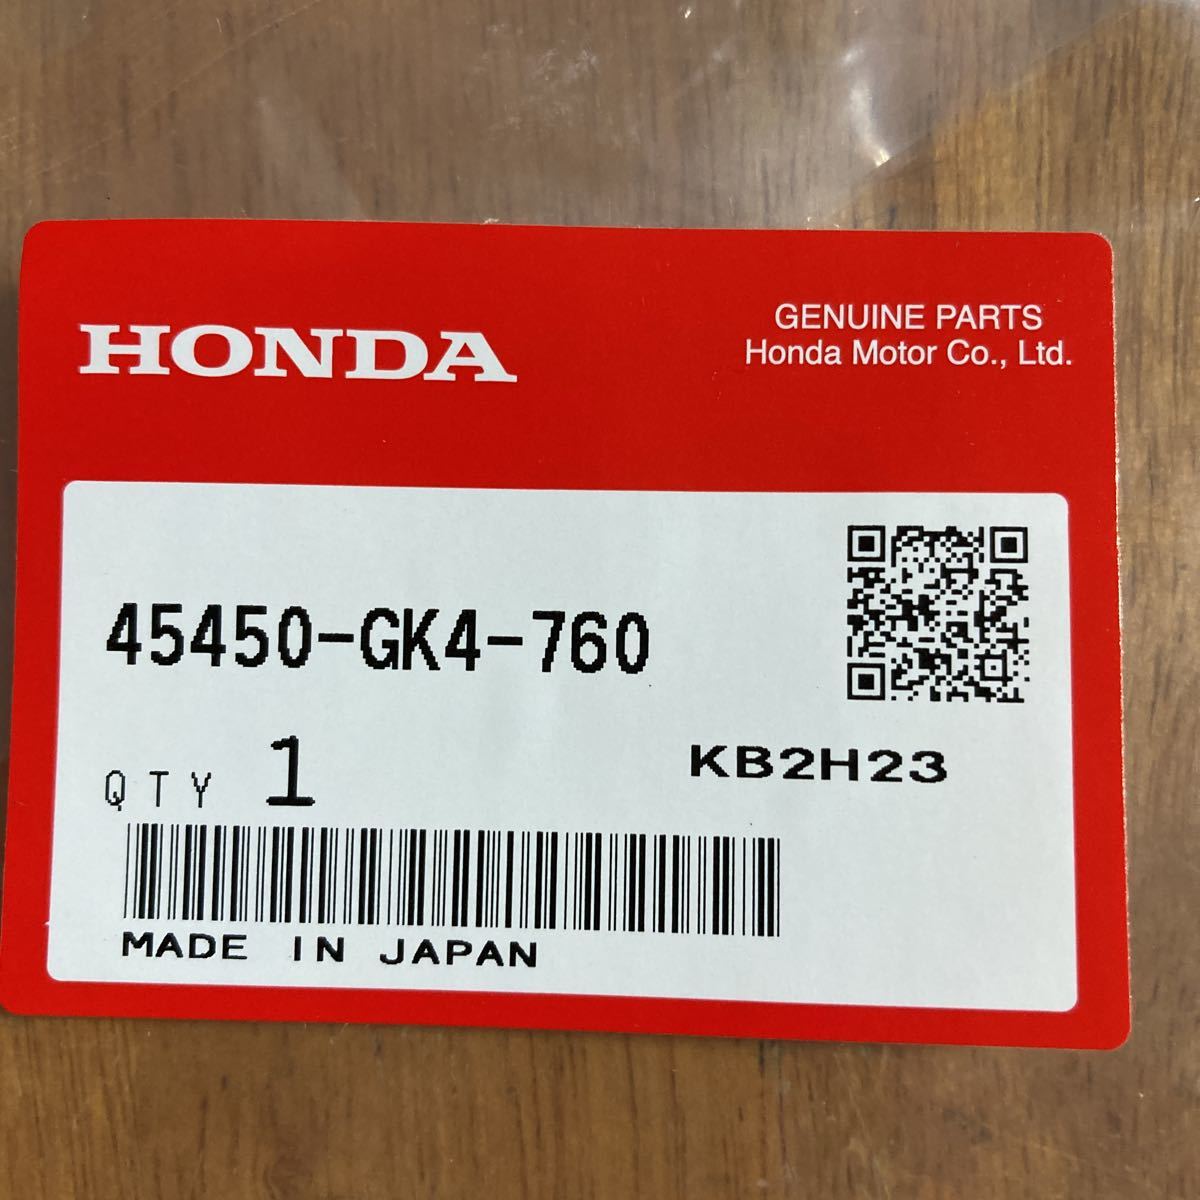 HONDA
GENUINE PARTS
Honda Motor Co., Ltd.
45450-GK4-760
QTY 1
KB2H23
MADE IN JAPAN